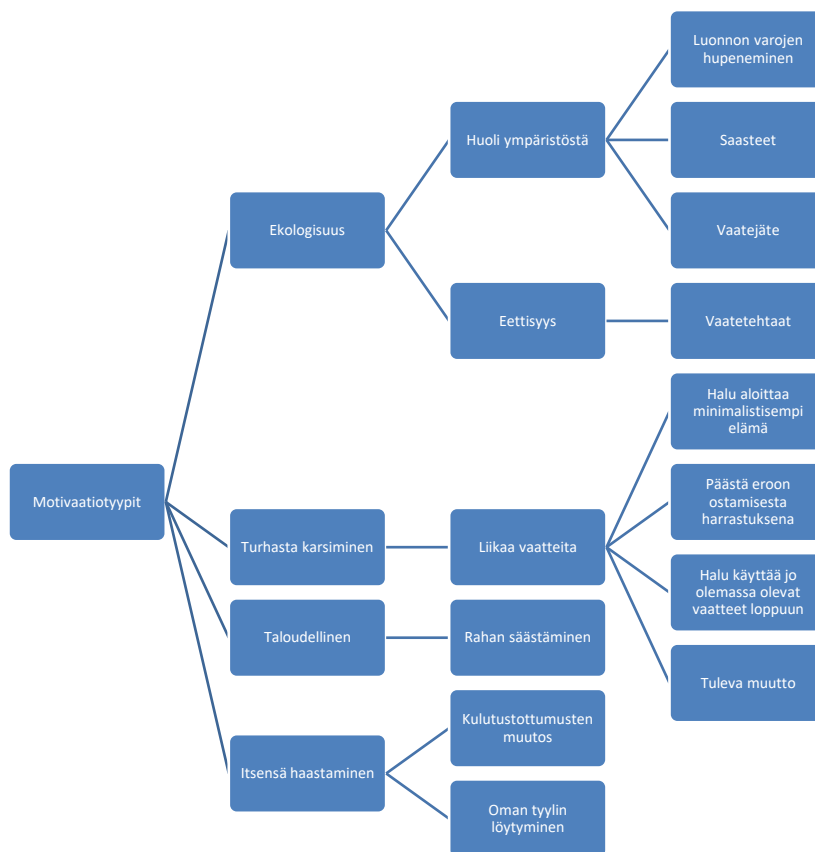 Motivaatiotyypit
Ekologisuus
Huoli ympäristöstä
Luonnon varojen
hupeneminen
Saasteet
Vaatejäte
Eettisyys
Vaatetehtaat
Turhasta karsiminen
Liikaa vaatteita
Halu aloittaa
minimalistisempi
elämä
Päästä eroon
ostamisesta
harrastuksena
Halu käyttää jo
olemassa olevat
vaatteet loppuun
Tuleva muutto
Taloudellinen
Rahan säästäminen
Itsensä haastaminen
Kulutustottumusten
muutos
Oman tyylin
löytyminen